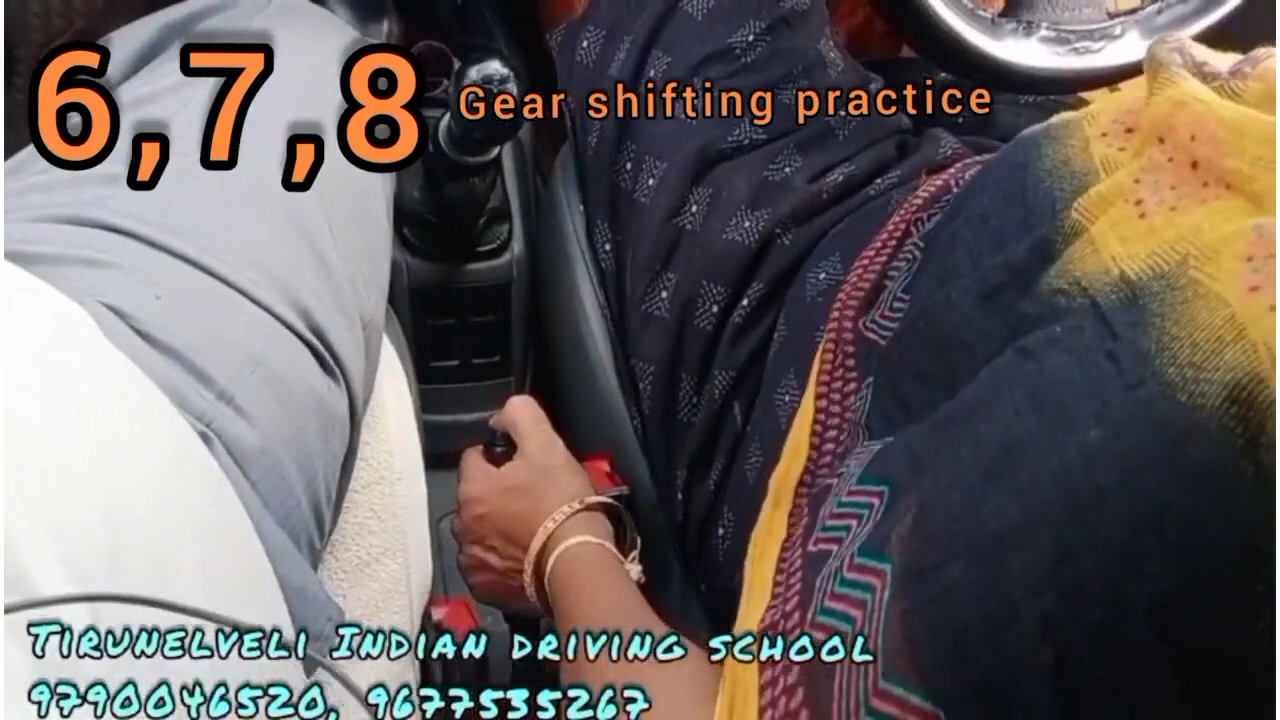 6,7,8 Gear shifting practice
Tirunelveli Indian driving school
9790046520, 9677535267